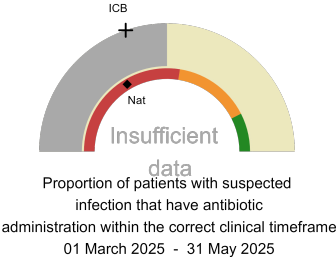 ICB
Nat
Insufficient
data
Proportion of patients with suspected
infection that have antibiotic
administration within the correct clinical timeframe
01 March 2025 - 31 May 2025